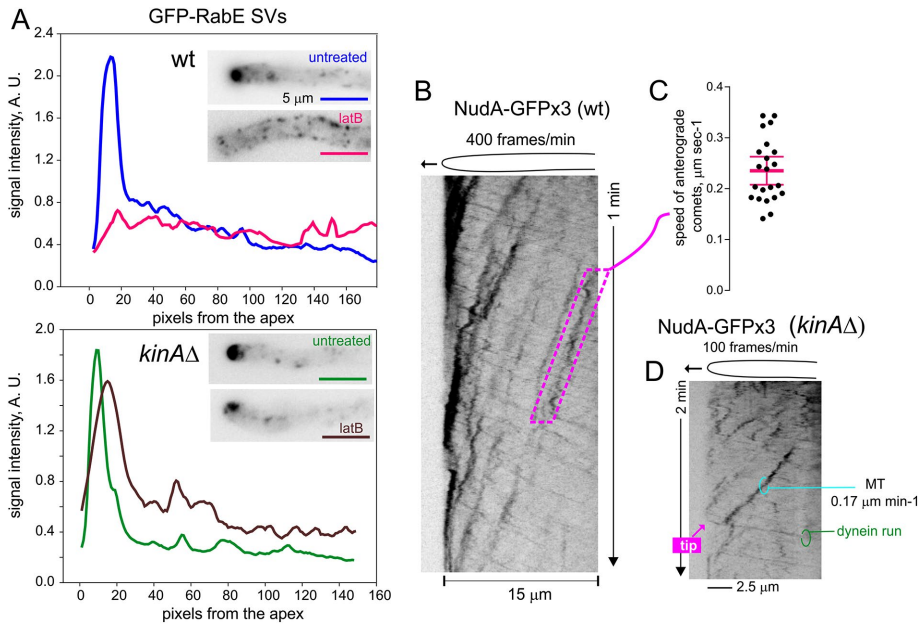 A
GFP-RabE SVs
signal intensity, A. U.
2.4
2.0
1.6
1.2
0.8
0.4
0.0
wt
untreated
5 μm
latB
0 20 40 60 80 100 120 140 160
pixels from the apex
signal intensity, A. U.
2.0
1.6
1.2
0.8
0.4
0.0
kinAΔ
untreated
latB
0 20 40 60 80 100 120 140 160
pixels from the apex
B
NudA-GFPx3 (wt)
400 frames/min
1 min
15 μm
C
speed of anterograde
comets, μm sec-1
0.4
0.3
0.2
0.1
0.0
NudA-GFPx3 (kinAΔ)
100 frames/min
D
2 min
MT
0.17 μm min-1
dynein run
tip
2.5 μm